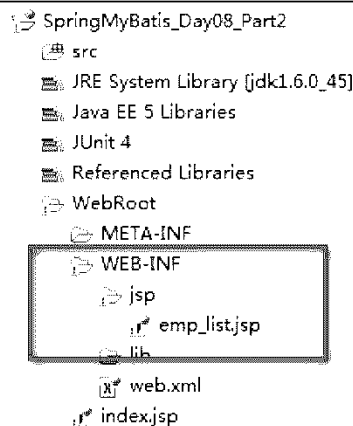 SpringMyBatis_Day08_Part2
src
JRE System Library [jdk1.6.0_45]
Java EE 5 Libraries
JUnit 4
Referenced Libraries
WebRoot
META-INF
WEB-INF
jsp
emp_list.jsp
lib
web.xml
index.jsp